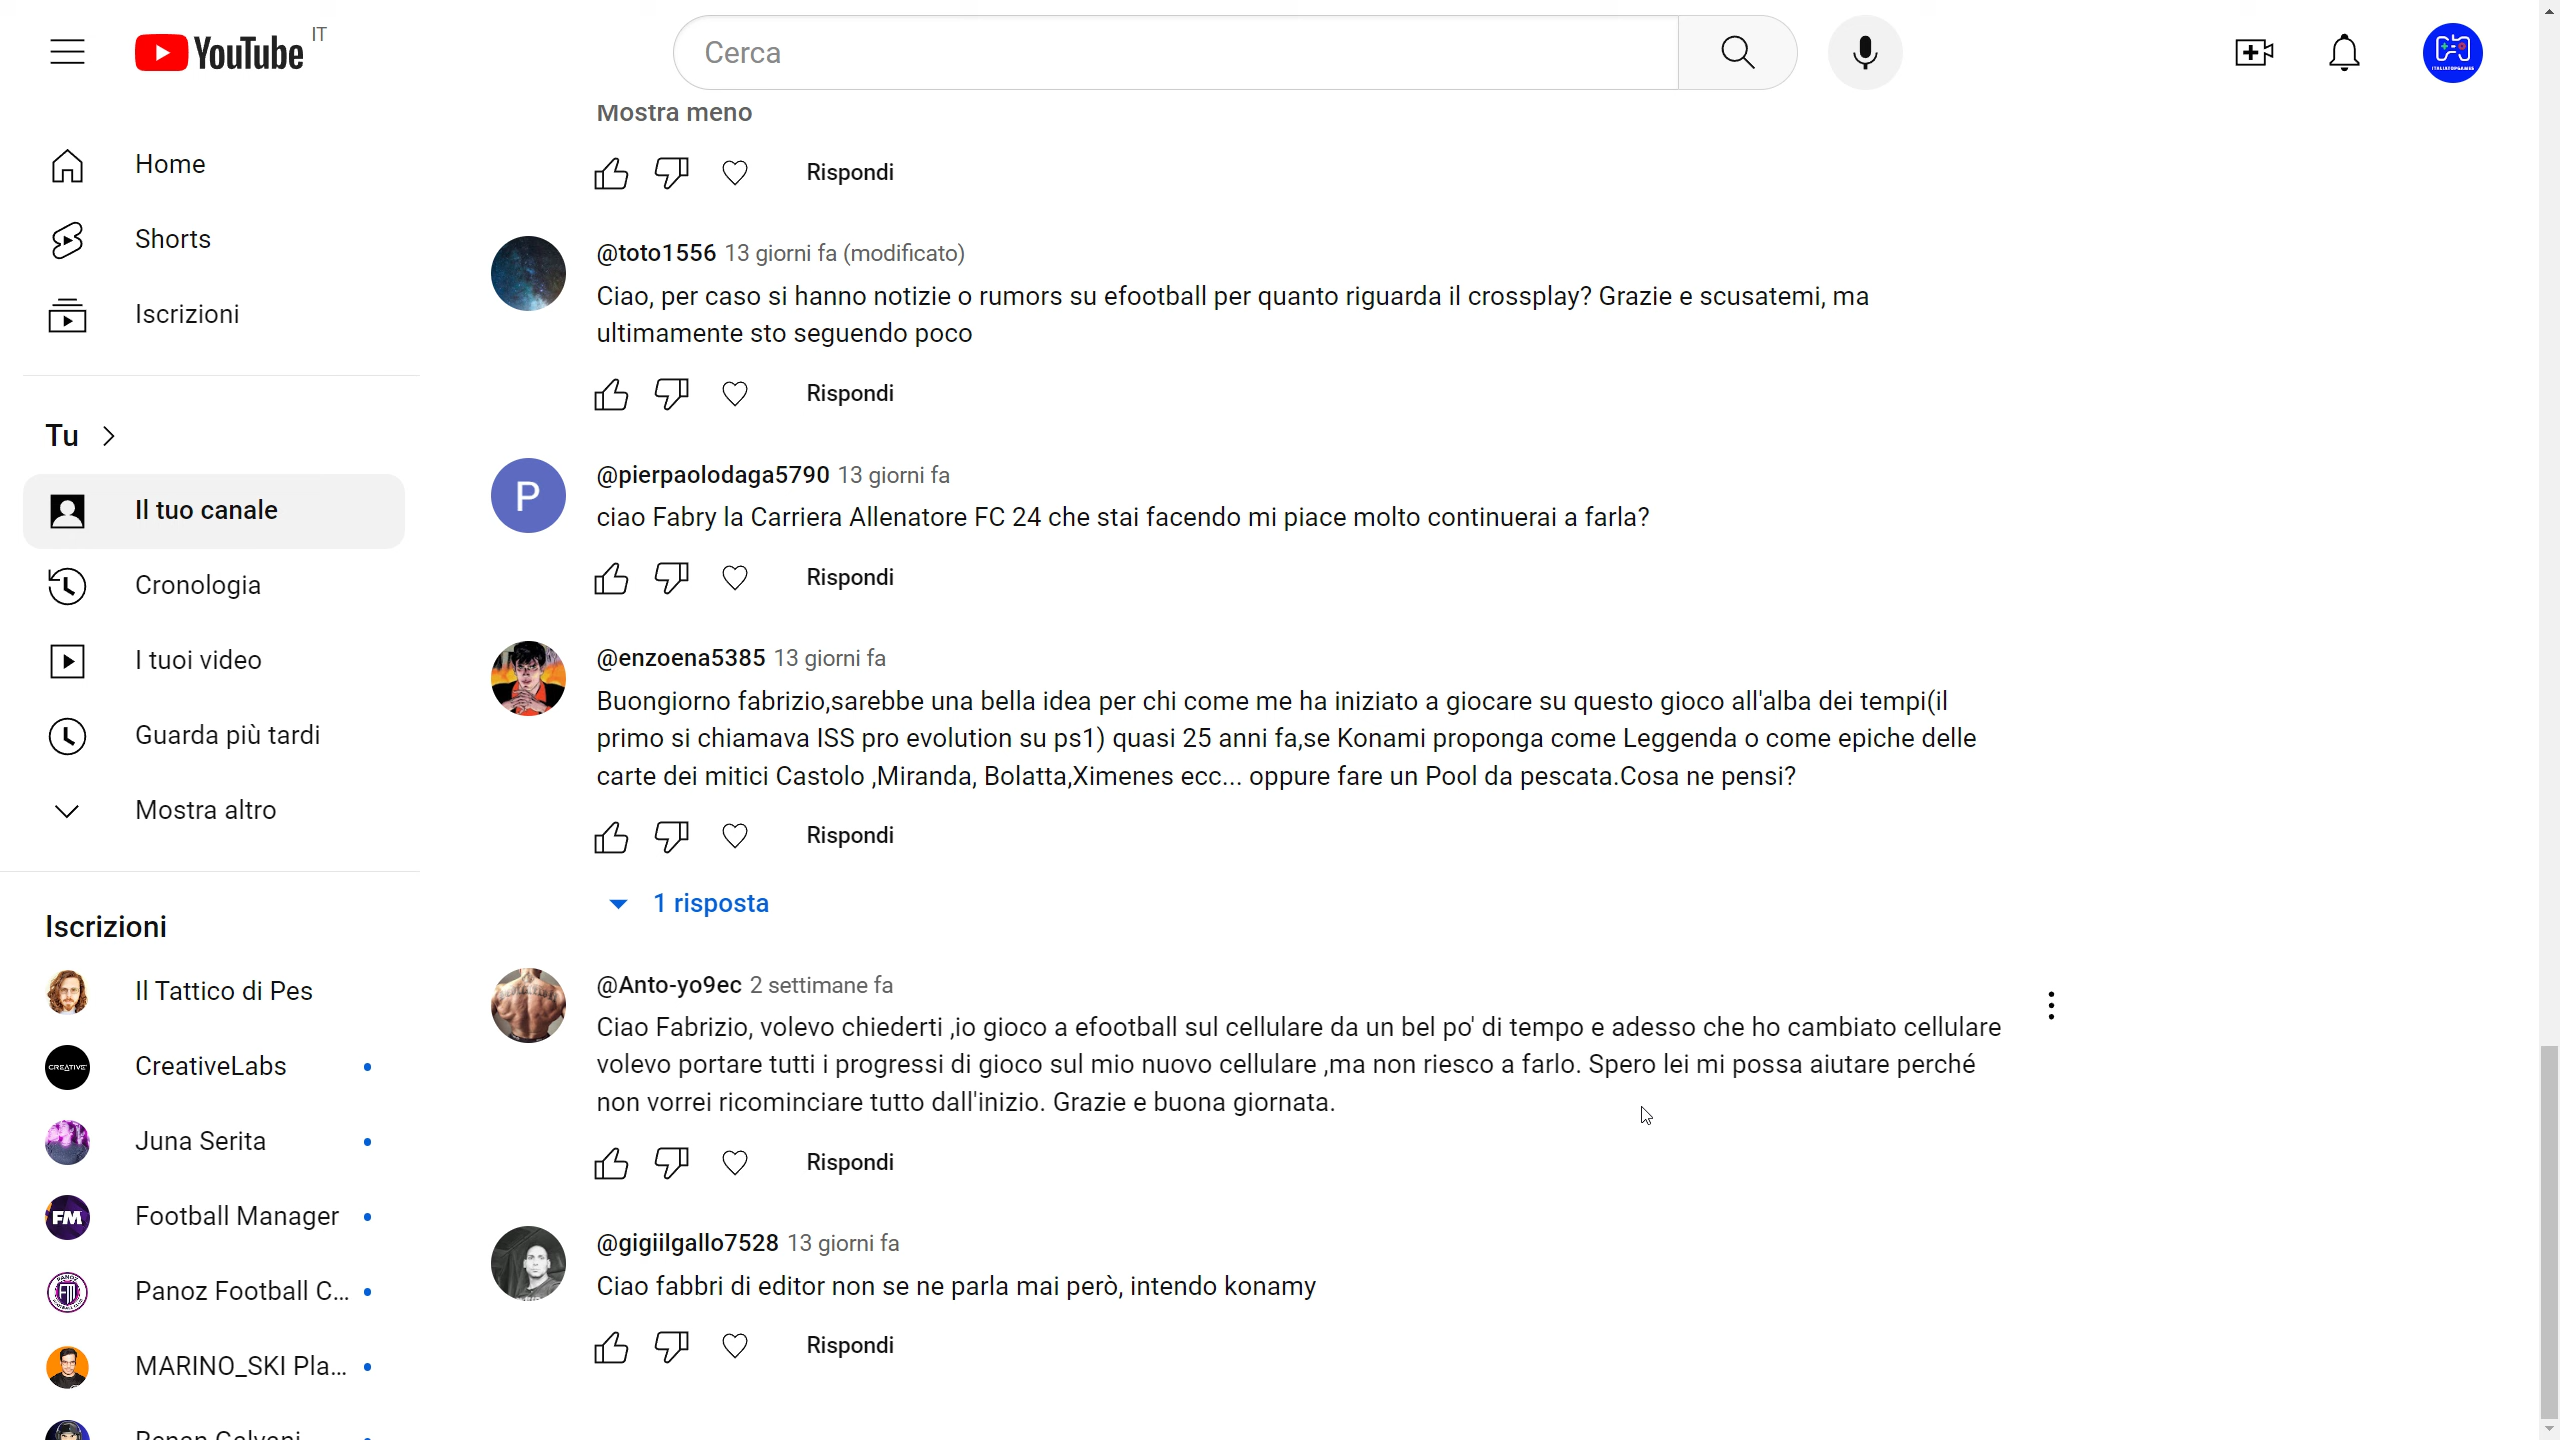 YouTube IT
Cerca
Home
Shorts
Iscrizioni
Tu
Il tuo canale
Cronologia
I tuoi video
Guarda più tardi
Mostra altro
Iscrizioni
Il Tattico di Pes
CreativeLabs
Juna Serita
Football Manager
Panoz Football C...
MARINO_SKI Pla...
Mostra meno
Rispondi
@toto1556 13 giorni fa (modificato)
Ciao, per caso si hanno notizie o rumors su efootball per quanto riguarda il crossplay? Grazie e scusatemi, ma
ultimamente sto seguendo poco
Rispondi
P
@pierpaolodaga5790 13 giorni fa
ciao Fabry la Carriera Allenatore FC 24 che stai facendo mi piace molto continuerai a farla?
Rispondi
@enzoena5385 13 giorni fa
Buongiorno fabrizio,sarebbe una bella idea per chi come me ha iniziato a giocare su questo gioco all'alba dei tempi(il
primo si chiamava ISS pro evolution su ps1) quasi 25 anni fa,se Konami proponga come Leggenda o come epiche delle
carte dei mitici Castolo ,Miranda, Bolatta,Ximenes ecc... oppure fare un Pool da pescata.Cosa ne pensi?
Rispondi
1 risposta
@Anto-yo9ec 2 settimane fa
Ciao Fabrizio, volevo chiederti ,io gioco a efootball sul cellulare da un bel po' di tempo e adesso che ho cambiato cellulare
volevo portare tutti i progressi di gioco sul mio nuovo cellulare ,ma non riesco a farlo. Spero lei mi possa aiutare perché
non vorrei ricominciare tutto dall'inizio. Grazie e buona giornata.
Rispondi
@gigiilgallo7528 13 giorni fa
Ciao fabbri di editor non se ne parla mai però, intendo konamy
Rispondi